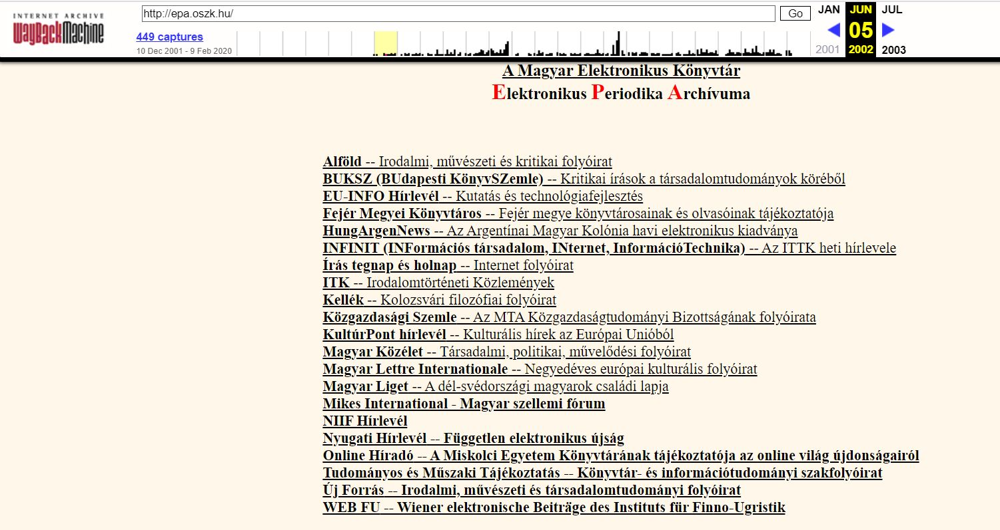 INTERNET ARCHIVE
WayBackMachine
http://epa.oszk.hu/
Go
JAN JUN JUL
449 captures
05
10 Dec 2001 - 9 Feb 2020
2001 2002 2003
A Magyar Elektronikus Könyvtár
Elektronikus Periodika Archívuma
Alföld -- Irodalmi, művészeti és kritikai folyóirat
BUKSZ (BUdapesti KönyvSZemle) -- Kritikai írások a társadalomtudományok köréből
EU-INFO Hírlevél -- Kutatás és technológiafejlesztés
Fejér Megyei Könyvtáros -- Fejér megye könyvtárosainak és olvasóinak tájékoztatója
HungArgenNews -- Az Argentínai Magyar Kolónia havi elektronikus kiadványa
INFINIT (INFormációs társadalom, INternet, InformációTechnika) -- Az ITTK heti hírlevele
Írás tegnap és holnap -- Internet folyóirat
ITK -- Irodalomtörténeti Közlemények
Kellék -- Kolozsvári filozófiai folyóirat
Közgazdasági Szemle -- Az MTA Közgazdaságtudományi Bizottságának folyóirata
KultúrPont hírlevél -- Kulturális hírek az Európai Unióból
Magyar Közélet -- Társadalmi, politikai, művelődési folyóirat
Magyar Lettre Internationale -- Negyedéves európai kulturális folyóirat
Magyar Liget -- A dél-svédországi magyarok családi lapja
Mikes International - Magyar szellemi fórum
NIIF Hírlevél
Nyugati Hírlevél -- Független elektronikus újság
Online Híradó -- A Miskolci Egyetem Könyvtárának tájékoztatója az online világ újdonságairól
Tudományos és Műszaki Tájékoztatás -- Könyvtár- és információtudományi szakfolyóirat
Új Forrás -- Irodalmi, művészeti és társadalomtudományi folyóirat
WEB FU -- Wiener elektronische Beiträge des Instituts für Finno-Ugristik